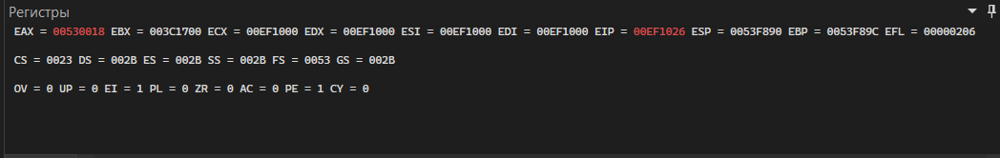 Регистры
EAX = 00530018 EBX = 003C1700 ECX = 00EF1000 EDX = 00EF1000 ESI = 00EF1000 EDI = 00EF1000 EIP = 00EF1026 ESP = 0053F890 EBP = 0053F89C EFL = 00000206
CS = 0023 DS = 002B ES = 002B SS = 002B FS = 0053 GS = 002B
OV = 0 UP = 0 EI = 1 PL = 0 ZR = 0 AC = 0 PE = 1 CY = 0